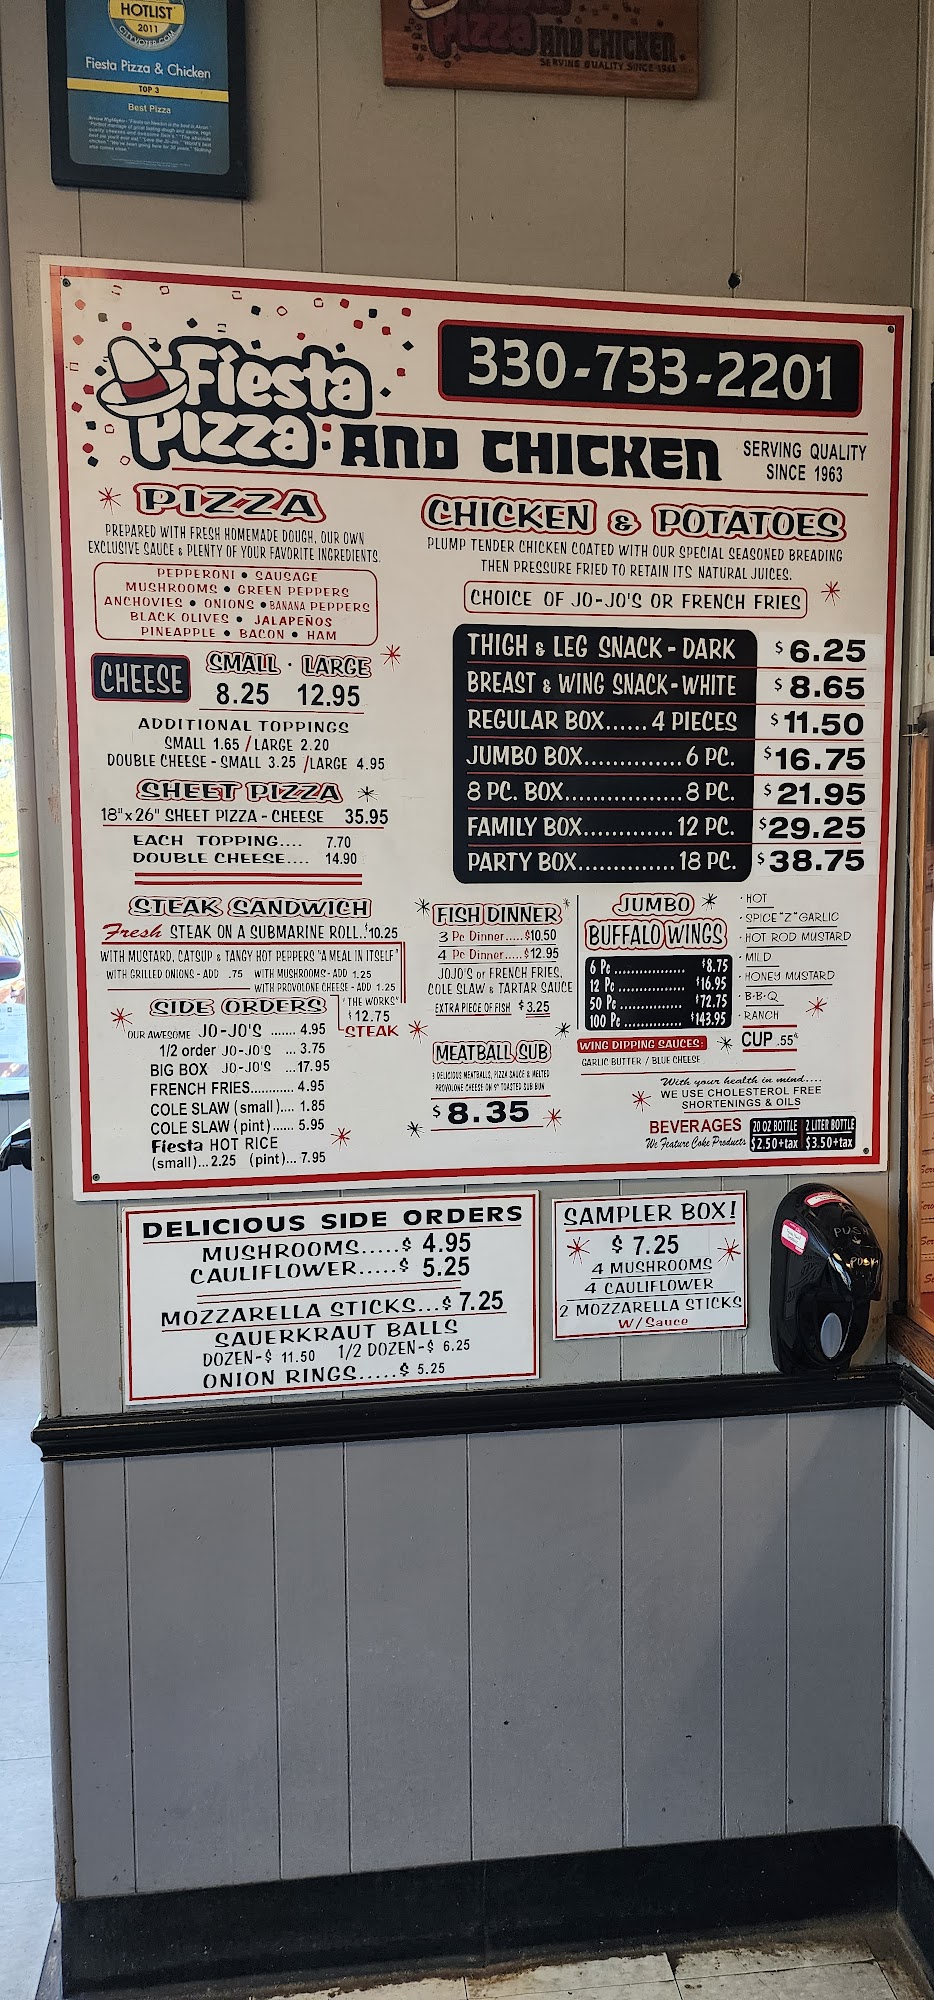 HOTLIST
2011
CITYVOTER.COM
Fiesta Pizza & Chicken
TOP 3
Best Pizza
Pizza AND CHICKEN
SERVING QUALITY SINCE 1963
330-733-2201
Fiesta
Pizza AND CHICKEN
SERVING QUALITY
SINCE 1963
PIZZA
PREPARED WITH FRESH HOMEMADE DOUGH, OUR OWN
EXCLUSIVE SAUCE & PLENTY OF YOUR FAVORITE INGREDIENTS.
PEPPERONI • SAUSAGE
MUSHROOMS • GREEN PEPPERS
ANCHOVIES • ONIONS • BANANA PEPPERS
BLACK OLIVES • JALAPEÑOS
PINEAPPLE • BACON • HAM
CHEESE
SMALL · LARGE
8.25 12.95
ADDITIONAL TOPPINGS
SMALL 1.65 / LARGE 2.20
DOUBLE CHEESE - SMALL 3.25 / LARGE 4.95
SHEET PIZZA
18"x26" SHEET PIZZA - CHEESE 35.95
EACH TOPPING.... 7.70
DOUBLE CHEESE.... 14.90
CHICKEN & POTATOES
PLUMP TENDER CHICKEN COATED WITH OUR SPECIAL SEASONED BREADING
THEN PRESSURE FRIED TO RETAIN ITS NATURAL JUICES.
CHOICE OF JO-JO'S OR FRENCH FRIES
THIGH & LEG SNACK - DARK $6.25
BREAST & WING SNACK - WHITE $8.65
REGULAR BOX...... 4 PIECES $11.50
JUMBO BOX.............. 6 PC. $16.75
8 PC. BOX................. 8 PC. $21.95
FAMILY BOX............. 12 PC. $29.25
PARTY BOX.............. 18 PC. $38.75
STEAK SANDWICH
Fresh STEAK ON A SUBMARINE ROLL..$10.25
WITH MUSTARD, CATSUP & TANGY HOT PEPPERS "A MEAL IN ITSELF"
WITH GRILLED ONIONS - ADD .75 WITH MUSHROOMS - ADD 1.25
WITH PROVOLONE CHEESE - ADD 1.25
"THE WORKS"
$12.75
STEAK
SIDE ORDERS
OUR AWESOME JO-JO'S ....... 4.95
1/2 order JO-JO'S ... 3.75
BIG BOX JO-JO'S ...17.95
FRENCH FRIES............ 4.95
COLE SLAW (small).... 1.85
COLE SLAW (pint)...... 5.95
Fiesta HOT RICE
(small)...2.25 (pint)... 7.95
FISH DINNER
3 Pc Dinner.....$10.50
4 Pc Dinner.....$12.95
JOJO'S or FRENCH FRIES,
COLE SLAW & TARTAR SAUCE
EXTRA PIECE OF FISH $3.25
MEATBALL SUB
3 DELICIOUS MEATBALLS, PIZZA SAUCE & MELTED
PROVOLONE CHEESE ON 9" TOASTED SUB BUN
$8.35
JUMBO
BUFFALO WINGS
6 Pc ................. $8.75
12 Pc ................ $16.95
50 Pc ................ $72.75
100 Pc .............. $143.95
· HOT
· SPICE "Z" GARLIC
· HOT ROD MUSTARD
· MILD
· HONEY MUSTARD
· B·B·Q
· RANCH
WING DIPPING SAUCES:
GARLIC BUTTER / BLUE CHEESE
CUP .55¢
With your health in mind....
WE USE CHOLESTEROL FREE
SHORTENINGS & OILS
BEVERAGES
We Feature Coke Products
20 OZ BOTTLE 2 LITER BOTTLE
$2.50+tax $3.50+tax
DELICIOUS SIDE ORDERS
MUSHROOMS.....$ 4.95
CAULIFLOWER.....$ 5.25
MOZZARELLA STICKS...$ 7.25
SAUERKRAUT BALLS
DOZEN-$ 11.50 1/2 DOZEN-$ 6.25
ONION RINGS.....$ 5.25
SAMPLER BOX!
$ 7.25
4 MUSHROOMS
4 CAULIFLOWER
2 MOZZARELLA STICKS
W/Sauce
PUSH